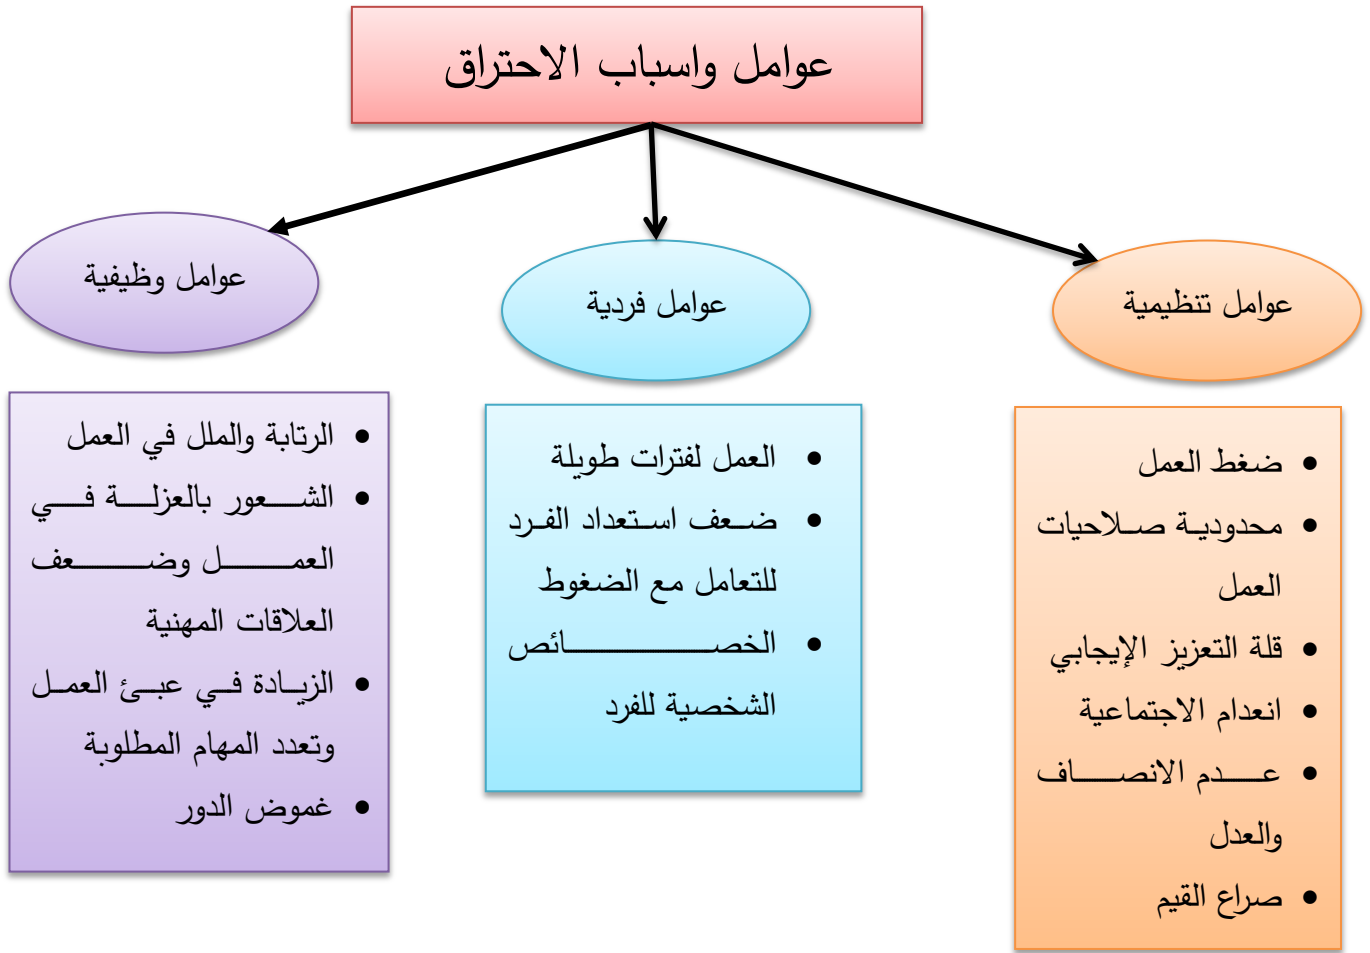 عوامل واسباب الاحتراق
عوامل تنظيمية
عوامل فردية
عوامل وظيفية
• ضغط العمل
• محدودية صلاحيات
العمل
• قلة التعزيز الإيجابي
• انعدام الاجتماعية
• عدم الانصاف
والعدل
• صراع القيم
• العمل لفترات طويلة
• ضعف استعداد الفرد
للتعامل مع الضغوط
• الخصائص
الشخصية للفرد
• الرتابة والملل في العمل
• الشعور بالعزلة في
العمل وضعف
العلاقات المهنية
• الزيادة في عبئ العمل
وتعدد المهام المطلوبة
• غموض الدور